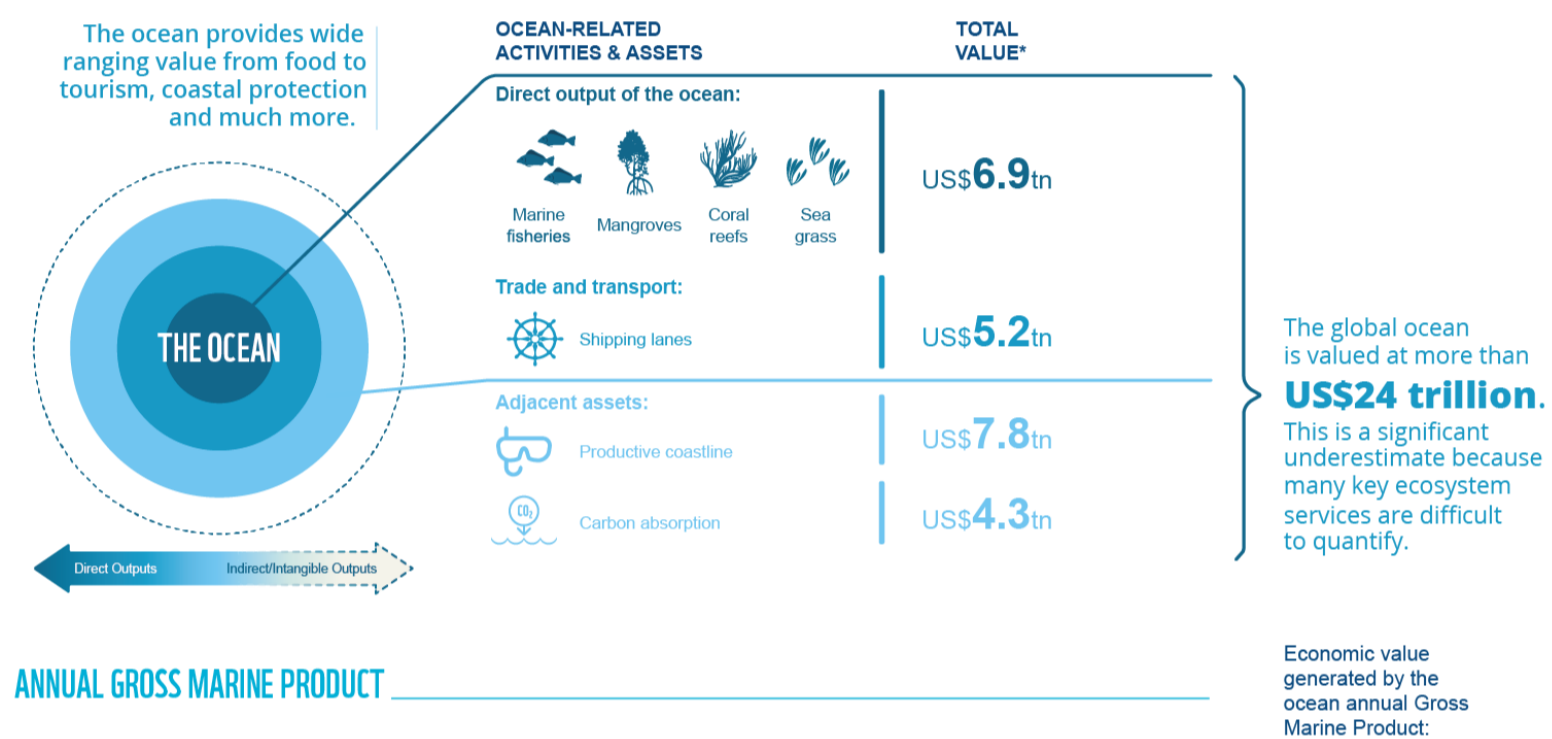 The ocean provides wide
ranging value from food to
tourism, coastal protection
and much more.
THE OCEAN
Direct Outputs
Indirect/Intangible Outputs
OCEAN-RELATED
ACTIVITIES & ASSETS
TOTAL
VALUE*
Direct output of the ocean:
Marine
fisheries
Mangroves
Coral
reefs
Sea
grass
US$6.9tn
Trade and transport:
Shipping lanes
US$5.2tn
Adjacent assets:
Productive coastline
US$7.8tn
CO₂
Carbon absorption
US$4.3tn
The global ocean
is valued at more than
US$24 trillion.
This is a significant
underestimate because
many key ecosystem
services are difficult
to quantify.
ANNUAL GROSS MARINE PRODUCT
Economic value
generated by the
ocean annual Gross
Marine Product: